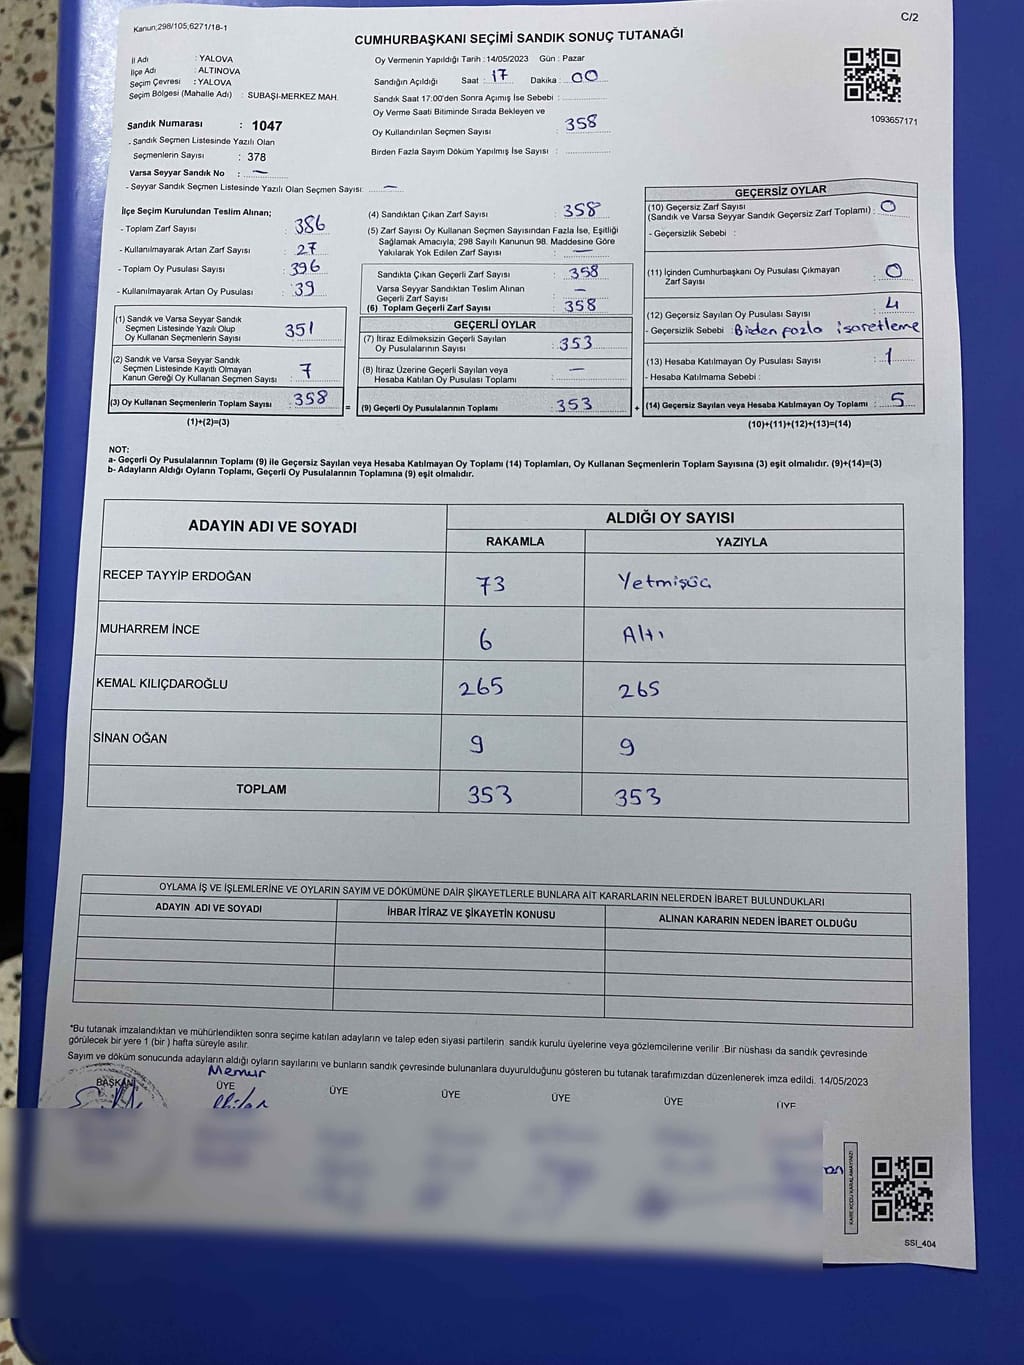 Kanun;298/105,6271/18-1
C/2
CUMHURBAŞKANI SEÇİMİ SANDIK SONUÇ TUTANAĞI
İl Adı : YALOVA
İlçe Adı : ALTINOVA
Seçim Çevresi : YALOVA
Seçim Bölgesi (Mahalle Adı) : SUBAŞI-MERKEZ MAH.
Sandık Numarası : 1047
- Sandık Seçmen Listesinde Yazılı Olan
Seçmenlerin Sayısı : 378
Varsa Seyyar Sandık No : —
- Seyyar Sandık Seçmen Listesinde Yazılı Olan Seçmen Sayısı: —
Oy Vermenin Yapıldığı Tarih : 14/05/2023 Gün : Pazar
Sandığın Açıldığı Saat : 17 Dakika : 00
Sandık Saat 17:00'den Sonra Açımış İse Sebebi :
Oy Verme Saati Bitiminde Sırada Bekleyen ve
Oy Kullandırılan Seçmen Sayısı : 358
Birden Fazla Sayım Döküm Yapılmış İse Sayısı :
1093657171
İlçe Seçim Kurulundan Teslim Alınan;
- Toplam Zarf Sayısı : 386
- Kullanılmayarak Artan Zarf Sayısı : 27
- Toplam Oy Pusulası Sayısı : 396
- Kullanılmayarak Artan Oy Pusulası : 39
(1) Sandık ve Varsa Seyyar Sandık
Seçmen Listesinde Yazılı Olup
Oy Kullanan Seçmenlerin Sayısı : 351
(2) Sandık ve Varsa Seyyar Sandık
Seçmen Listesinde Kayıtlı Olmayan
Kanun Gereği Oy Kullanan Seçmen Sayısı : 7
(3) Oy Kullanan Seçmenlerin Toplam Sayısı : 358
(1)+(2)=(3)
(4) Sandıktan Çıkan Zarf Sayısı : 358
(5) Zarf Sayısı Oy Kullanan Seçmen Sayısından Fazla İse, Eşitliği
Sağlamak Amacıyla, 298 Sayılı Kanunun 98. Maddesine Göre
Yakılarak Yok Edilen Zarf Sayısı : —
Sandıkta Çıkan Geçerli Zarf Sayısı : 358
Varsa Seyyar Sandıktan Teslim Alınan
Geçerli Zarf Sayısı : —
(6) Toplam Geçerli Zarf Sayısı : 358
GEÇERLİ OYLAR
(7) İtiraz Edilmeksizin Geçerli Sayılan
Oy Pusulalarının Sayısı : 353
(8) İtiraz Üzerine Geçerli Sayılan veya
Hesaba Katılan Oy Pusulası Toplamı : —
= (9) Geçerli Oy Pusulalarının Toplamı : 353
GEÇERSİZ OYLAR
(10) Geçersiz Zarf Sayısı
(Sandık ve Varsa Seyyar Sandık Geçersiz Zarf Toplamı) : 0
- Geçersizlik Sebebi :
(11) İçinden Cumhurbaşkanı Oy Pusulası Çıkmayan
Zarf Sayısı : 0
(12) Geçersiz Sayılan Oy Pusulası Sayısı : 4
- Geçersizlik Sebebi : Birden fazla işaretleme
(13) Hesaba Katılmayan Oy Pusulası Sayısı : 1
- Hesaba Katılmama Sebebi :
+ (14) Geçersiz Sayılan veya Hesaba Katılmayan Oy Toplamı : 5
(10)+(11)+(12)+(13)=(14)
NOT:
a- Geçerli Oy Pusulalarının Toplamı (9) ile Geçersiz Sayılan veya Hesaba Katılmayan Oy Toplamı (14) Toplamları, Oy Kullanan Seçmenlerin Toplam Sayısına (3) eşit olmalıdır. (9)+(14)=(3)
b- Adayların Aldığı Oyların Toplamı, Geçerli Oy Pusulalarının Toplamına (9) eşit olmalıdır.
ADAYIN ADI VE SOYADI
ALDIĞI OY SAYISI
RAKAMLA YAZIYLA
RECEP TAYYİP ERDOĞAN 73 Yetmişüç
MUHARREM İNCE 6 Altı
KEMAL KILIÇDAROĞLU 265 265
SİNAN OĞAN 9 9
TOPLAM 353 353
OYLAMA İŞ VE İŞLEMLERİNE VE OYLARIN SAYIM VE DÖKÜMÜNE DAİR ŞİKAYETLERLE BUNLARA AİT KARARLARIN NELERDEN İBARET BULUNDUKLARI
ADAYIN ADI VE SOYADI İHBAR İTİRAZ VE ŞİKAYETİN KONUSU ALINAN KARARIN NEDEN İBARET OLDUĞU
*Bu tutanak imzalandıktan ve mühürlendikten sonra seçime katılan adayların ve talep eden siyasi partilerin sandık kurulu üyelerine veya gözlemcilerine verilir .Bir nüshası da sandık çevresinde
görülecek bir yere 1 (bir ) hafta süreyle asılır.
Sayım ve döküm sonucunda adayların aldığı oyların sayılarını ve bunların sandık çevresinde bulunanlara duyurulduğunu gösteren bu tutanak tarafımızdan düzenlenerek imza edildi. 14/05/2023
Memur
BAŞKAN ÜYE ÜYE ÜYE ÜYE ÜYE ÜYE
KARE KODU KARALAMAYINIZ!
SSI_404